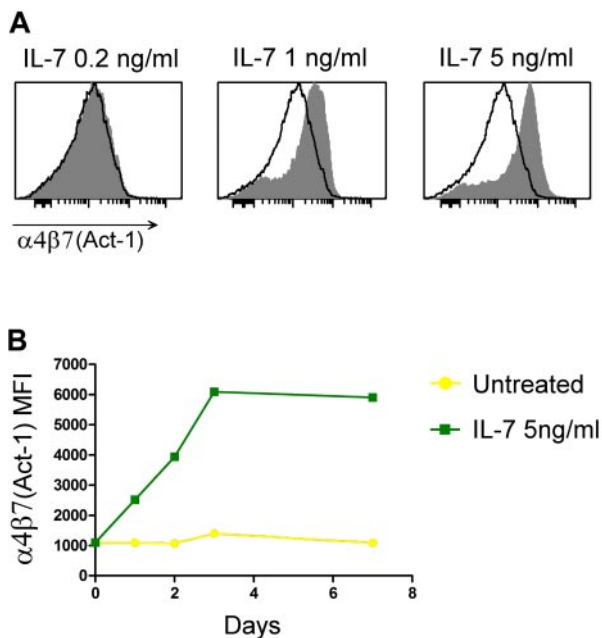 A
IL-7 0.2 ng/ml
IL-7 1 ng/ml
IL-7 5 ng/ml
α4β7(Act-1)
B
α4β7(Act-1) MFI
7000
6000
5000
4000
3000
2000
1000
0
0
2
4
6
8
Days
Untreated
IL-7 5ng/ml